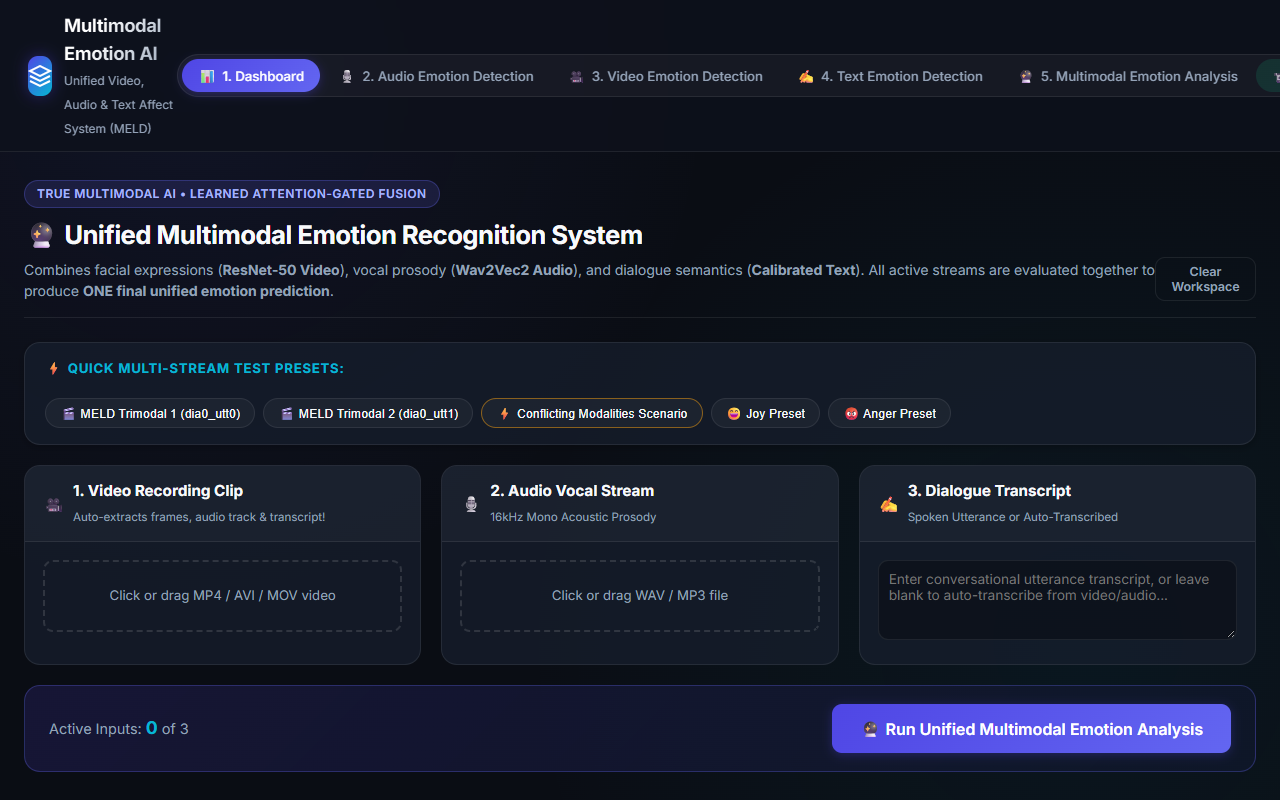 Multimodal
Emotion AI
Unified Video,
Audio & Text Affect
System (MELD)
1. Dashboard
2. Audio Emotion Detection
3. Video Emotion Detection
4. Text Emotion Detection
5. Multimodal Emotion Analysis
TRUE MULTIMODAL AI • LEARNED ATTENTION-GATED FUSION
Unified Multimodal Emotion Recognition System
Combines facial expressions (ResNet-50 Video), vocal prosody (Wav2Vec2 Audio), and dialogue semantics (Calibrated Text). All active streams are evaluated together to
produce ONE final unified emotion prediction.
Clear
Workspace
QUICK MULTI-STREAM TEST PRESETS:
MELD Trimodal 1 (dia0_utt0)
MELD Trimodal 2 (dia0_utt1)
Conflicting Modalities Scenario
Joy Preset
Anger Preset
1. Video Recording Clip
Auto-extracts frames, audio track & transcript!
Click or drag MP4 / AVI / MOV video
2. Audio Vocal Stream
16kHz Mono Acoustic Prosody
Click or drag WAV / MP3 file
3. Dialogue Transcript
Spoken Utterance or Auto-Transcribed
Enter conversational utterance transcript, or leave
blank to auto-transcribe from video/audio...
Active Inputs: 0 of 3
Run Unified Multimodal Emotion Analysis